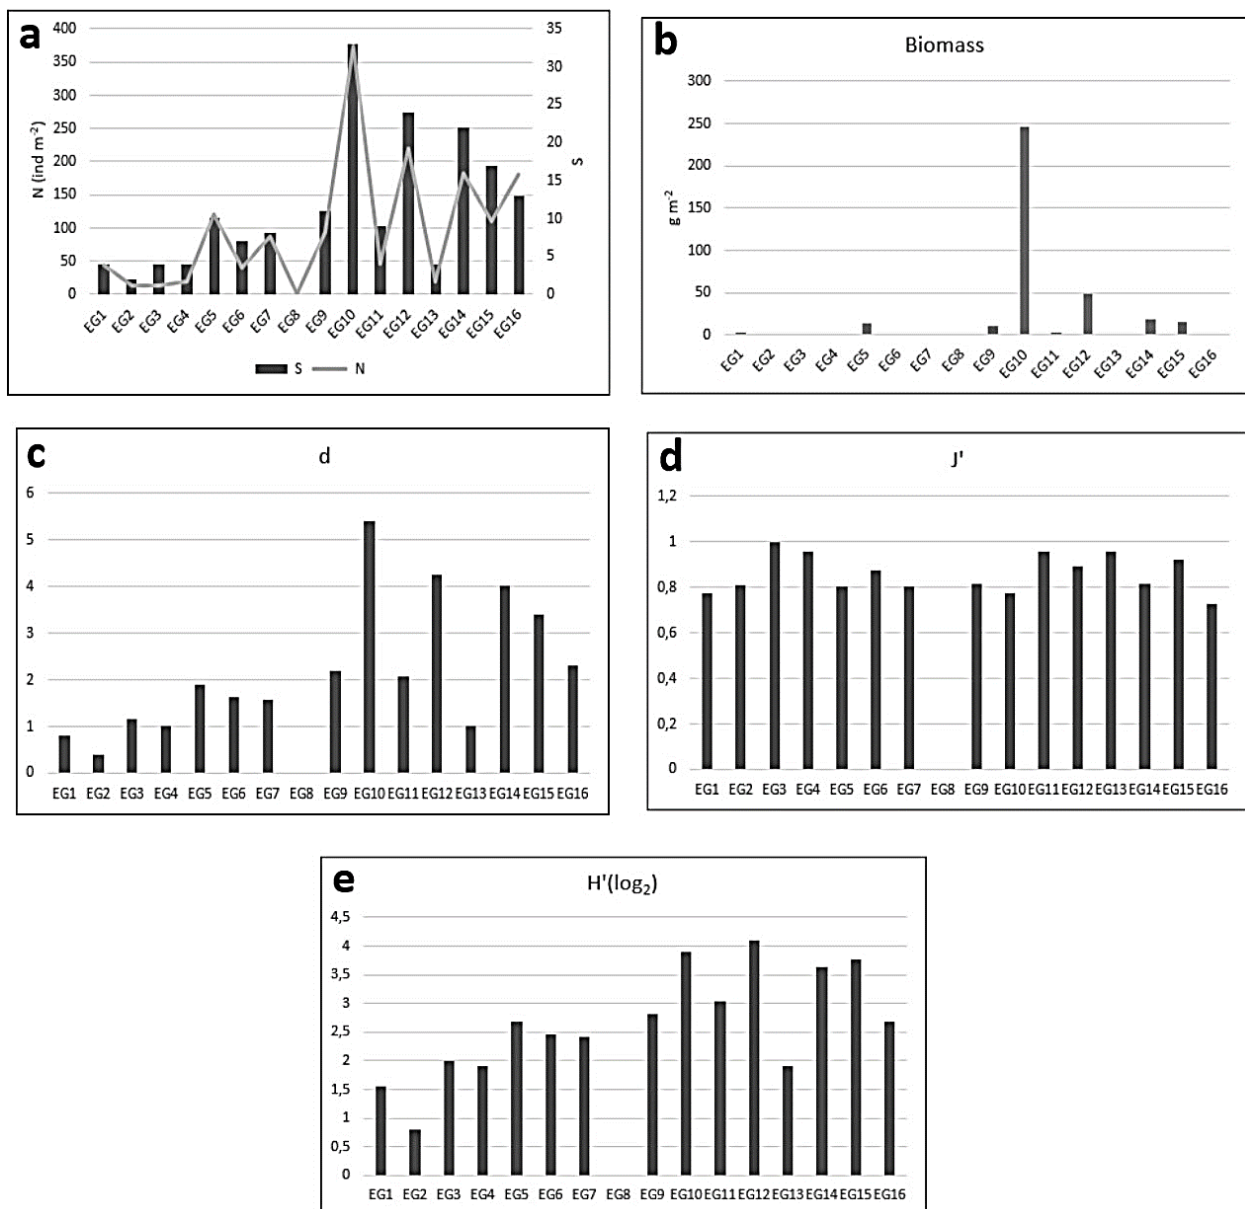 a
400
350
300
250
200
150
100
50
0
N (ind m⁻²)
35
30
25
20
15
10
5
0
S
EG1 EG2 EG3 EG4 EG5 EG6 EG7 EG8 EG9 EG10 EG11 EG12 EG13 EG14 EG15 EG16
S N
b
Biomass
300
250
200
150
100
50
0
g m⁻²
EG1 EG2 EG3 EG4 EG5 EG6 EG7 EG8 EG9 EG10 EG11 EG12 EG13 EG14 EG15 EG16
c
d
6
5
4
3
2
1
0
EG1 EG2 EG3 EG4 EG5 EG6 EG7 EG8 EG9 EG10 EG11 EG12 EG13 EG14 EG15 EG16
d
J'
1,2
1
0,8
0,6
0,4
0,2
0
EG1 EG2 EG3 EG4 EG5 EG6 EG7 EG8 EG9 EG10 EG11 EG12 EG13 EG14 EG15 EG16
e
H'(log₂)
4,5
4
3,5
3
2,5
2
1,5
1
0,5
0
EG1 EG2 EG3 EG4 EG5 EG6 EG7 EG8 EG9 EG10 EG11 EG12 EG13 EG14 EG15 EG16